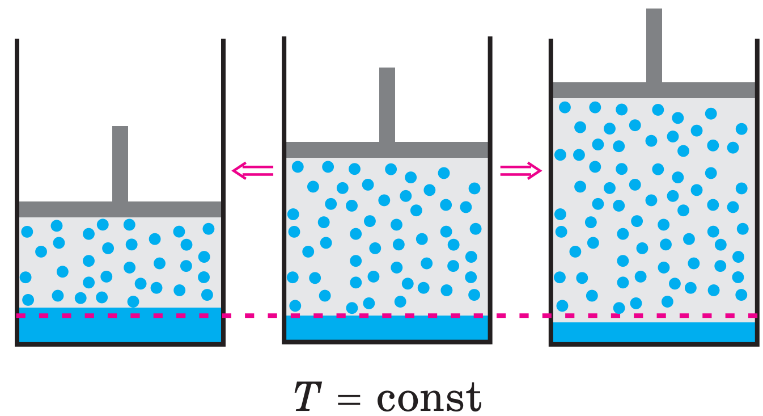 T = const